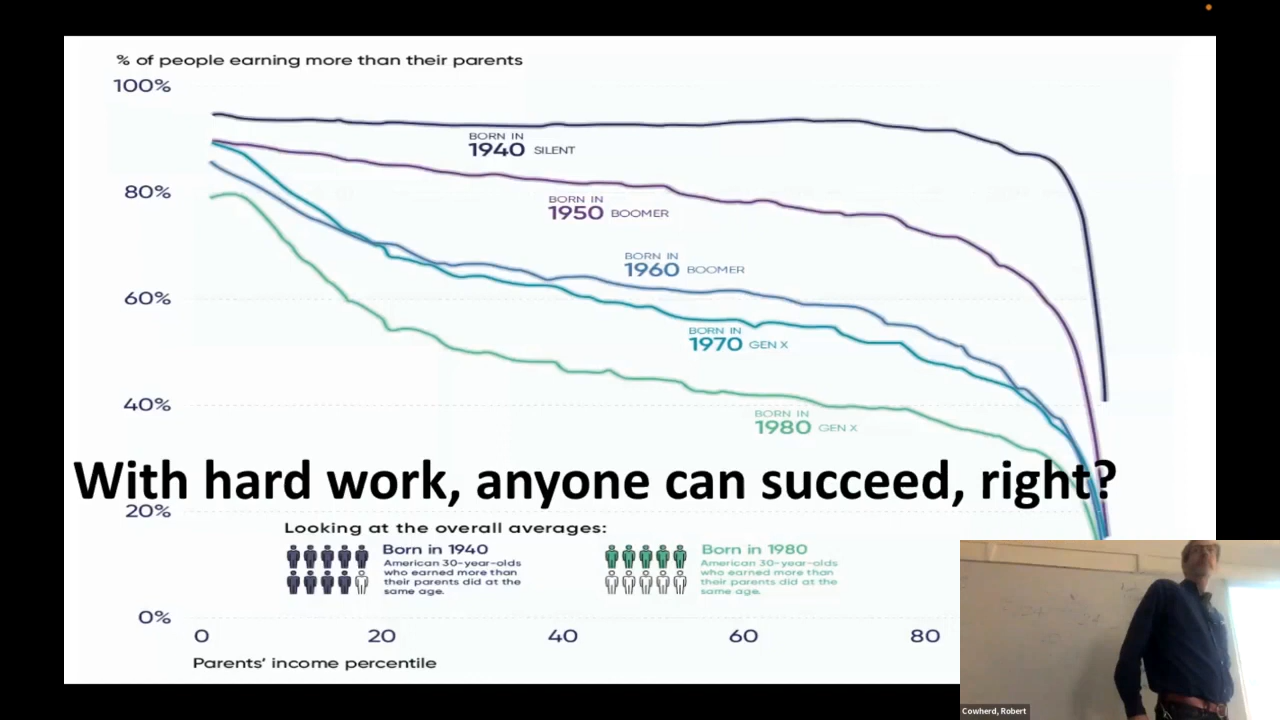 % of people earning more than their parents
100%
BORN IN
1940 SILENT
80%
BORN IN
1950 BOOMER
BORN IN
1960 BOOMER
60%
BORN IN
1970 GEN X
40%
BORN IN
1980 GEN X
With hard work, anyone can succeed, right?
20%
Looking at the overall averages:
Born in 1940
American 30-year-olds
who earned more than
their parents did at the
same age.
Born in 1980
American 30-year-olds
who earned more than
their parents did at the
same age.
0%
0 20 40 60 80
Parents' income percentile
Cowherd, Robert